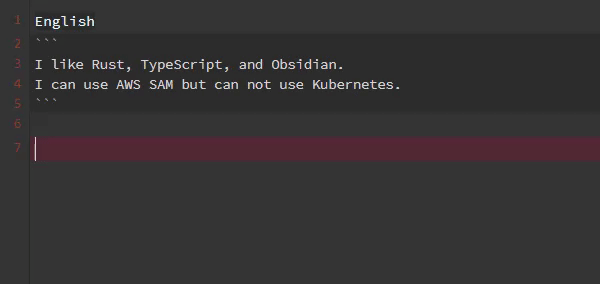 1 English
2 ```
3 I like Rust, TypeScript, and Obsidian.
4 I can use AWS SAM but can not use Kubernetes.
5 ```
6
7